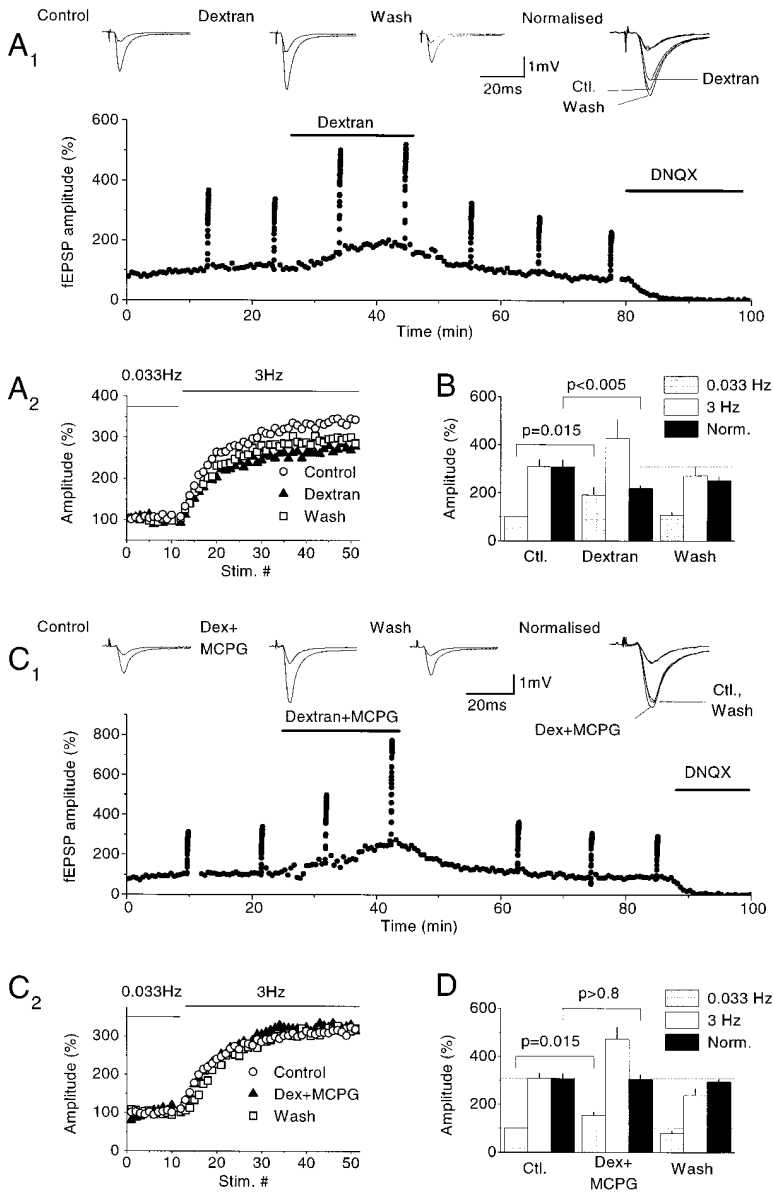 Control Dextran Wash Normalised
A1
1mV
20ms
Dextran
Ctl.
Wash
600
400
200
0
fEPSP amplitude (%)
Dextran
DNQX
0 20 40 60 80 100
Time (min)
A2
0.033Hz 3Hz
400
300
200
100
Amplitude (%)
Control
Dextran
Wash
0 10 20 30 40 50
Stim. #
B
600
400
200
0
Amplitude (%)
p<0.005
p=0.015
0.033 Hz
3 Hz
Norm.
Ctl. Dextran Wash
Control Dex+ MCPG Wash Normalised
C1
1mV
20ms
Ctl., Wash
Dex+MCPG
800
600
400
200
0
fEPSP amplitude (%)
Dextran+MCPG
DNQX
0 20 40 60 80 100
Time (min)
C2
0.033Hz 3Hz
400
300
200
100
0
Amplitude (%)
Control
Dex+MCPG
Wash
0 10 20 30 40 50
Stim. #
D
600
400
200
0
Amplitude (%)
p>0.8
p=0.015
0.033 Hz
3 Hz
Norm.
Ctl. Dex+ MCPG Wash